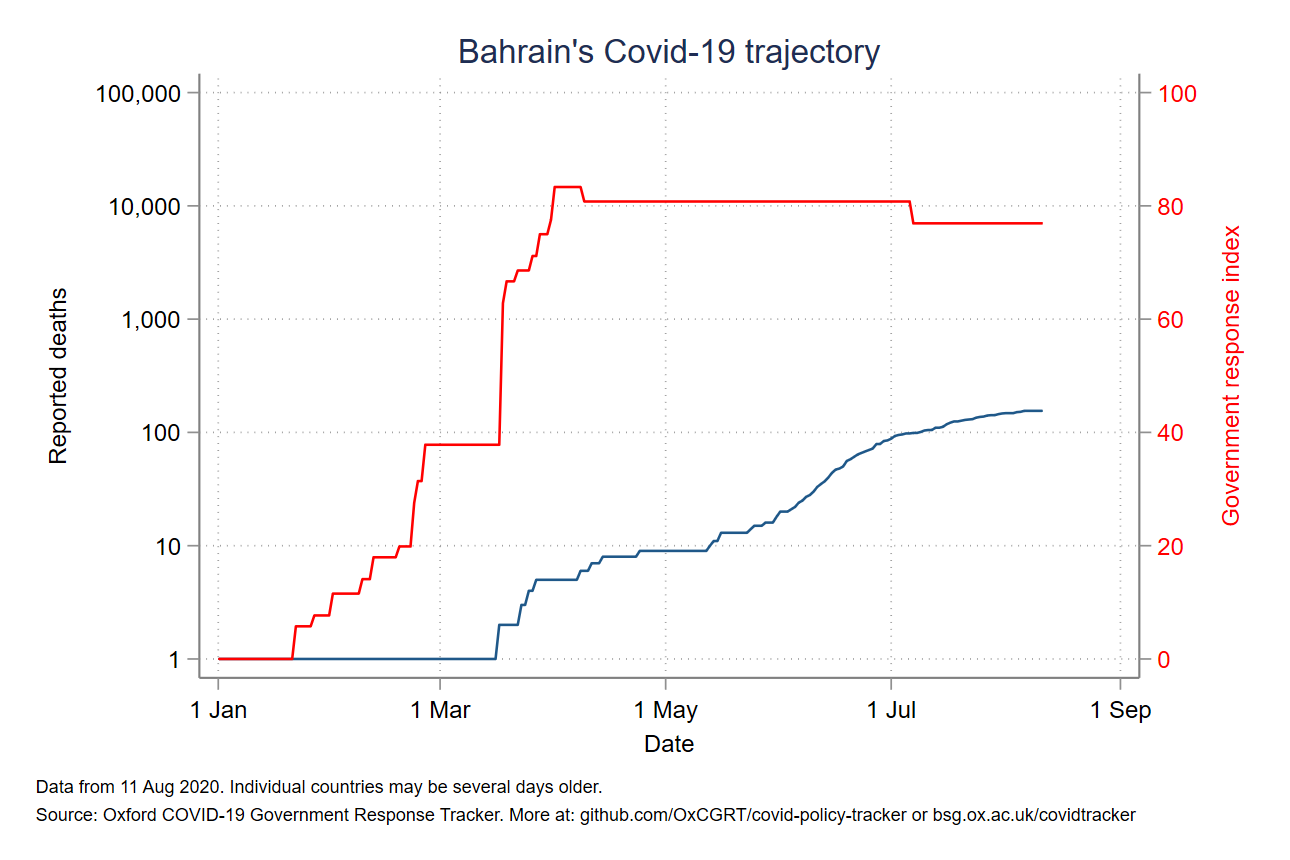 Bahrain's Covid-19 trajectory
100,000
10,000
1,000
100
10
1
Reported deaths
100
80
60
40
20
0
Government response index
1 Jan
1 Mar
1 May
1 Jul
1 Sep
Date
Data from 11 Aug 2020. Individual countries may be several days older.
Source: Oxford COVID-19 Government Response Tracker. More at: github.com/OxCGRT/covid-policy-tracker or bsg.ox.ac.uk/covidtracker